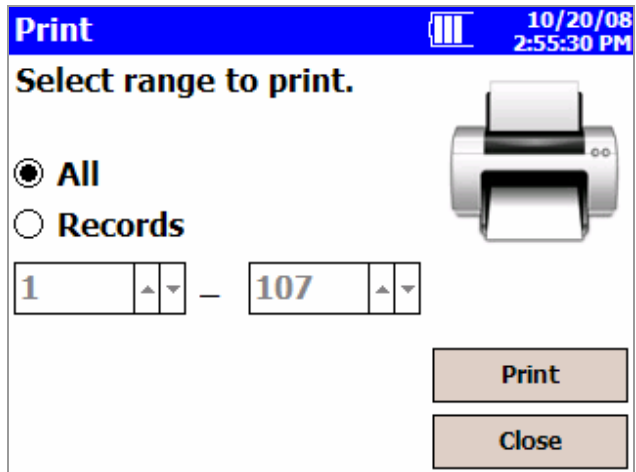 Print
10/20/08
2:55:30 PM
Select range to print.
All
Records
1 – 107
Print
Close